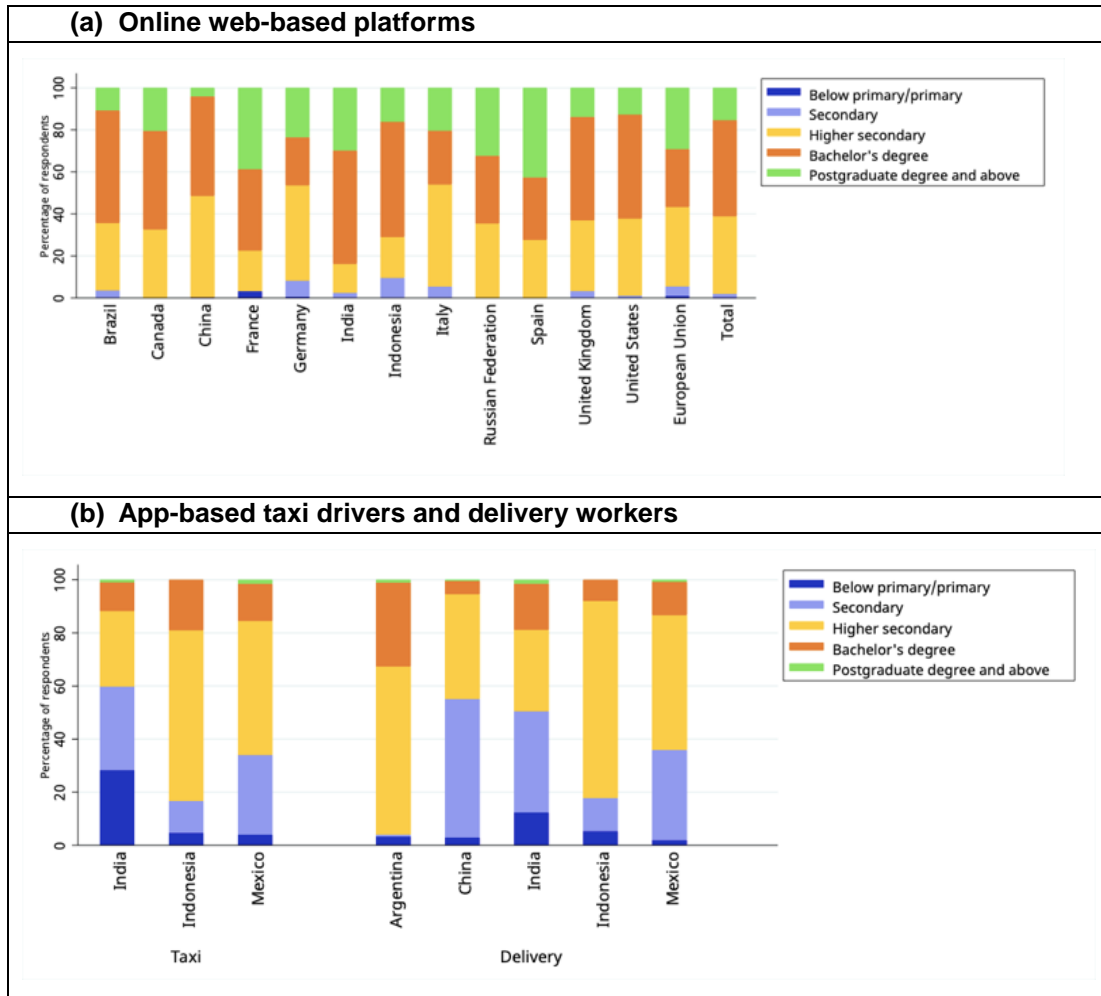 (a) Online web-based platforms
Percentage of respondents
0
20
40
60
80
100
Brazil
Canada
China
France
Germany
India
Indonesia
Italy
Russian Federation
Spain
United Kingdom
United States
European Union
Total
Below primary/primary
Secondary
Higher secondary
Bachelor's degree
Postgraduate degree and above
(b) App-based taxi drivers and delivery workers
Percentage of respondents
0
20
40
60
80
100
India
Indonesia
Mexico
Argentina
China
India
Indonesia
Mexico
Taxi
Delivery
Below primary/primary
Secondary
Higher secondary
Bachelor's degree
Postgraduate degree and above